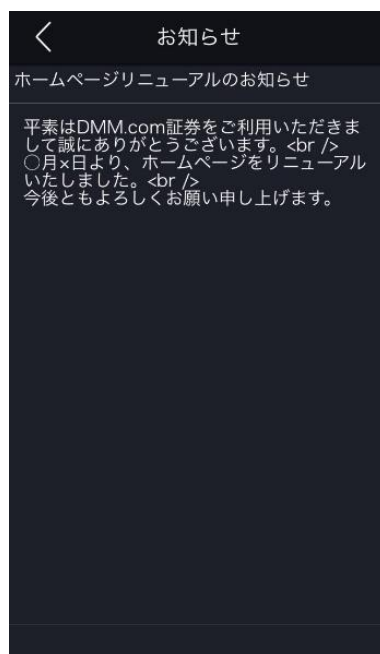 お知らせ
ホームページリニューアルのお知らせ
平素はDMM.com証券をご利用いただきま
して誠にありがとうございます。<br />
○月×日より、ホームページをリニューアル
いたしました。<br />
今後ともよろしくお願い申し上げます。